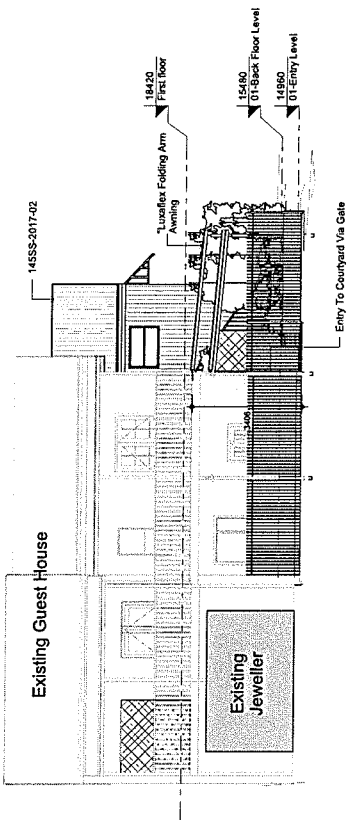 14SSS-2017-02
Existing Guest House
"Luxaflex Folding Arm
Awning
18420
First floor
15480
01-Back Floor Level
14960
01-Entry Level
Existing
Jeweller
3406
Entry To Courtyard Via Gate